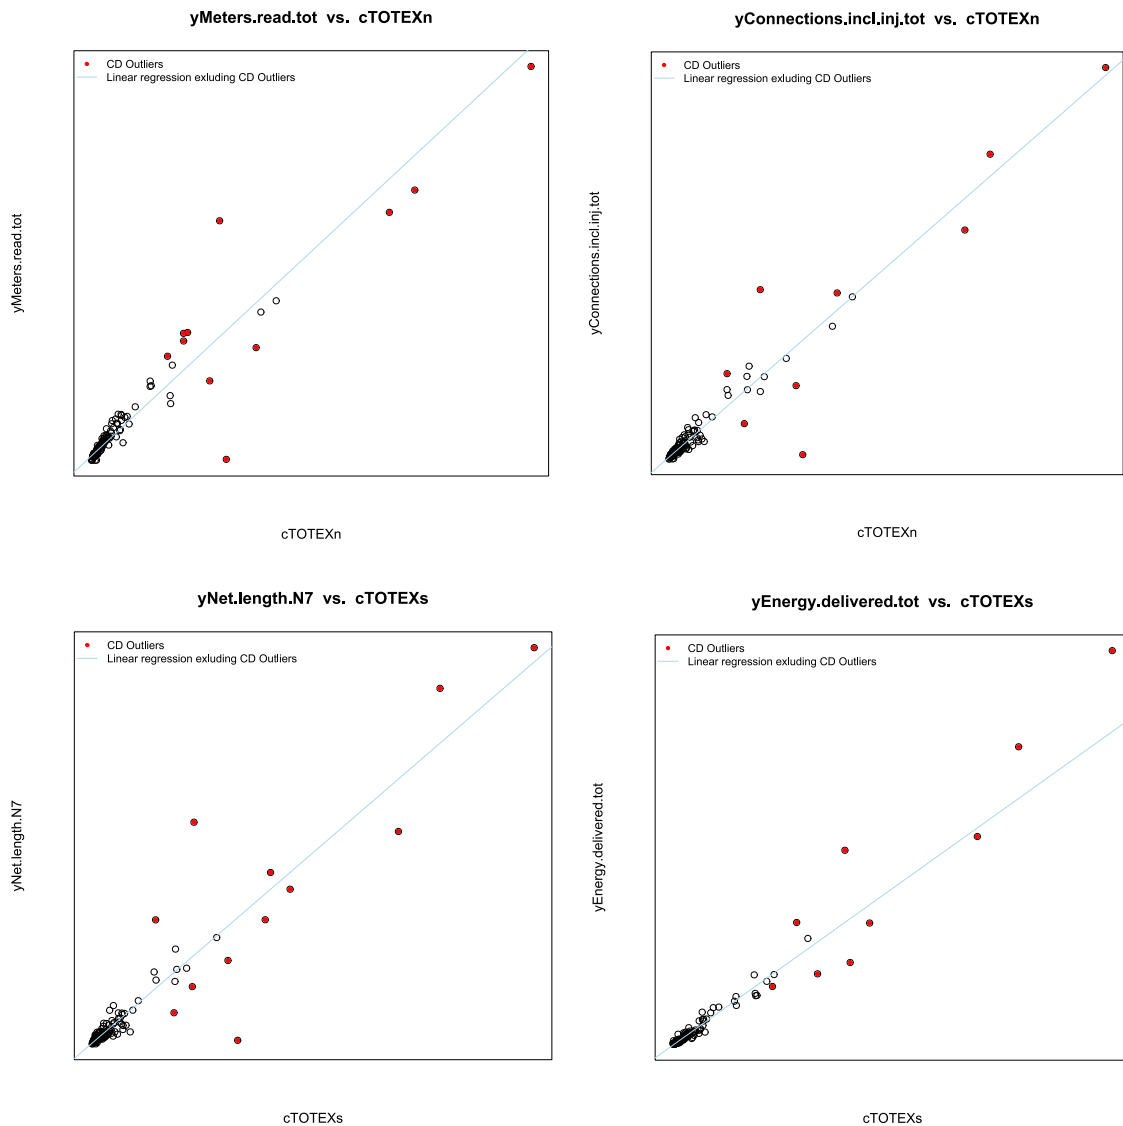 yMeters.read.tot vs. cTOTEXn
CD Outliers
Linear regression exluding CD Outliers
yMeters.read.tot
cTOTEXn
yConnections.incl.inj.tot vs. cTOTEXn
CD Outliers
Linear regression exluding CD Outliers
yConnections.incl.inj.tot
cTOTEXn
yNet.length.N7 vs. cTOTEXs
CD Outliers
Linear regression exluding CD Outliers
yNet.length.N7
cTOTEXs
yEnergy.delivered.tot vs. cTOTEXs
CD Outliers
Linear regression exluding CD Outliers
yEnergy.delivered.tot
cTOTEXs